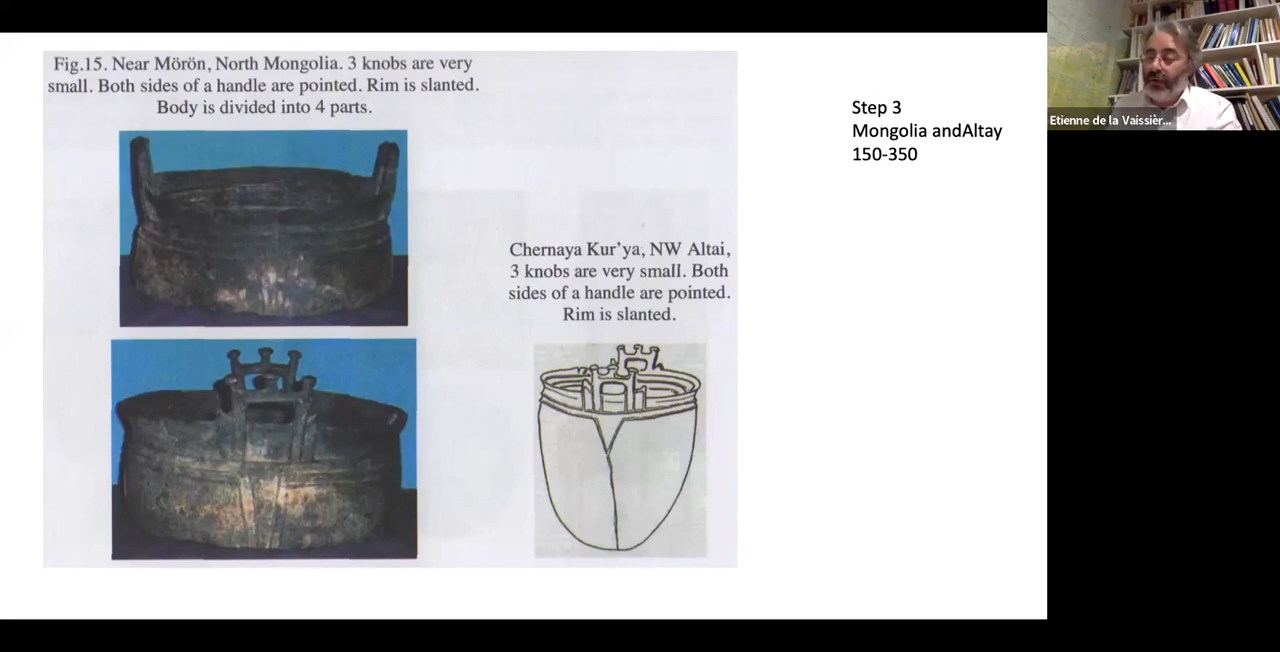 Fig.15. Near Mörön, North Mongolia. 3 knobs are very
small. Both sides of a handle are pointed. Rim is slanted.
Body is divided into 4 parts.
Chernaya Kur’ya, NW Altai,
3 knobs are very small. Both
sides of a handle are pointed.
Rim is slanted.
Step 3
Mongolia andAltay
150-350
Etienne de la Vaissièr...